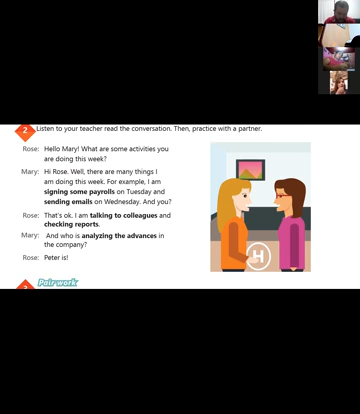 2 Listen to your teacher read the conversation. Then, practice with a partner.
Rose: Hello Mary! What are some activities you
are doing this week?
Mary: Hi Rose. Well, there are many things I
am doing this week. For example, I am
signing some payrolls on Tuesday and
sending emails on Wednesday. And you?
Rose: That's ok. I am talking to colleagues and
checking reports.
Mary: And who is analyzing the advances in
the company?
Rose: Peter is!
H
3 Pair work